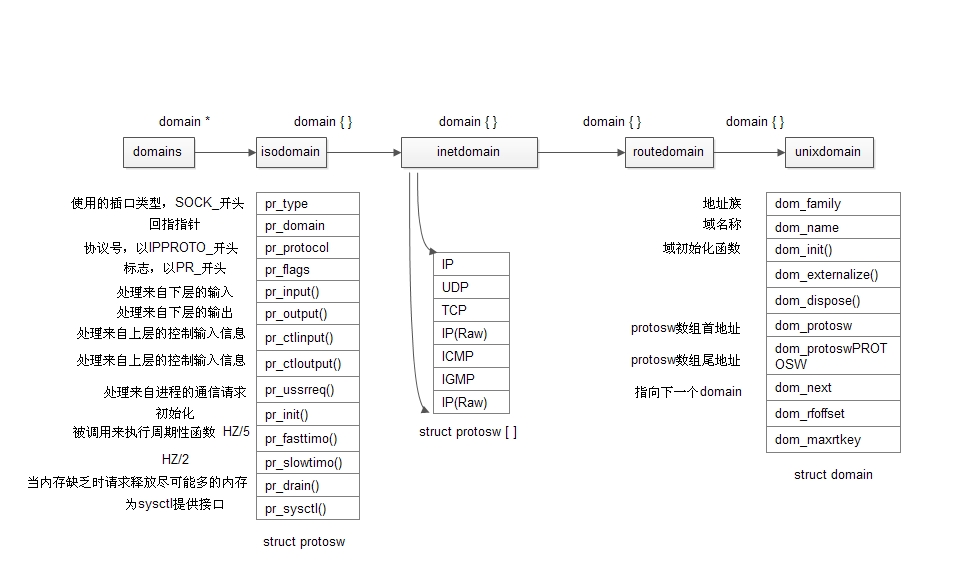 domain *
domain { }
domain { }
domain { }
domain { }
domains
isodomain
inetdomain
routedomain
unixdomain
使用的插口类型，SOCK_开头
pr_type
回指指针
pr_domain
协议号，以IPPROTO_开头
pr_protocol
标志，以PR_开头
pr_flags
处理来自下层的输入
pr_input()
处理来自下层的输出
pr_output()
处理来自上层的控制输入信息
pr_ctlinput()
处理来自上层的控制输入信息
pr_ctloutput()
处理来自进程的通信请求
pr_ussrreq()
初始化
pr_init()
被调用来执行周期性函数 HZ/5
pr_fasttimo()
HZ/2
pr_slowtimo()
当内存缺乏时请求释放尽可能多的内存
pr_drain()
为sysctl提供接口
pr_sysctl()
struct protosw
IP
UDP
TCP
IP(Raw)
ICMP
IGMP
IP(Raw)
struct protosw [ ]
地址族
dom_family
域名称
dom_name
域初始化函数
dom_init()
dom_externalize()
dom_dispose()
protosw数组首地址
dom_protosw
protosw数组尾地址
dom_protoswPROT
OSW
指向下一个domain
dom_next
dom_rfoffset
dom_maxrtkey
struct domain